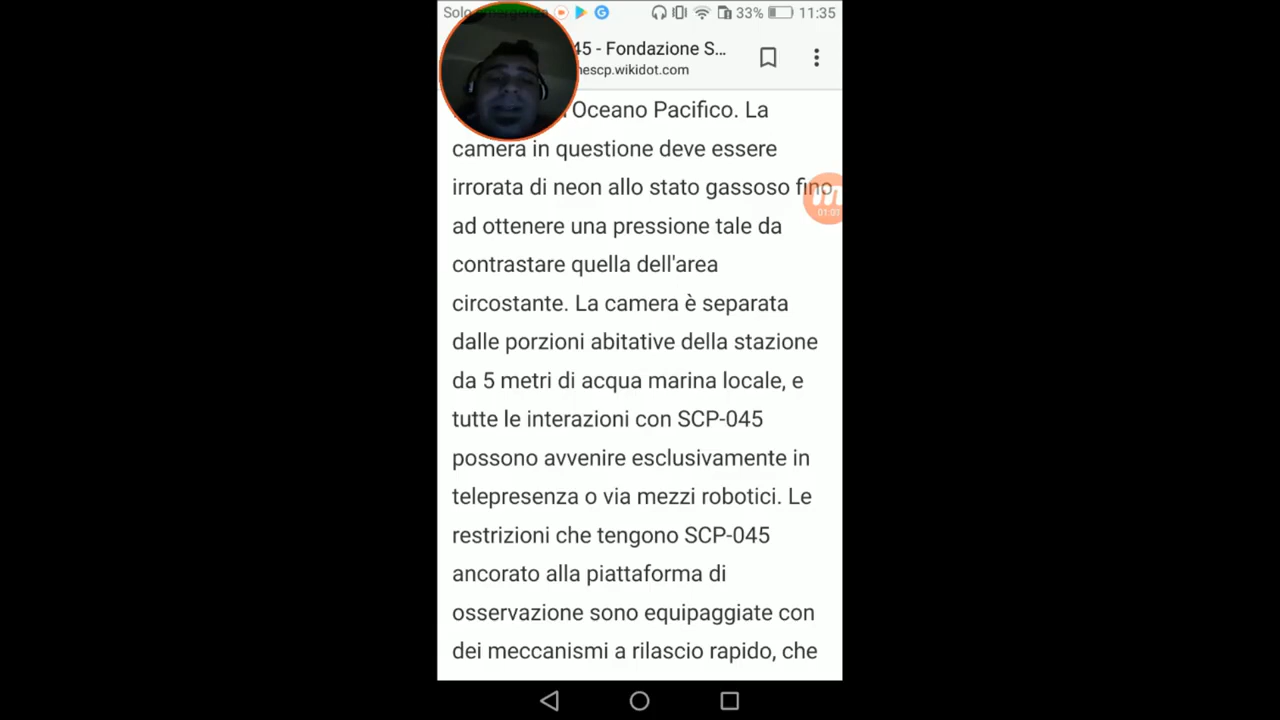 Solo emergenza 33% 11:35
45 - Fondazione S...
nescp.wikidot.com
Oceano Pacifico. La
camera in questione deve essere
irrorata di neon allo stato gassoso fino
01:01
ad ottenere una pressione tale da
contrastare quella dell'area
circostante. La camera è separata
dalle porzioni abitative della stazione
da 5 metri di acqua marina locale, e
tutte le interazioni con SCP-045
possono avvenire esclusivamente in
telepresenza o via mezzi robotici. Le
restrizioni che tengono SCP-045
ancorato alla piattaforma di
osservazione sono equipaggiate con
dei meccanismi a rilascio rapido, che